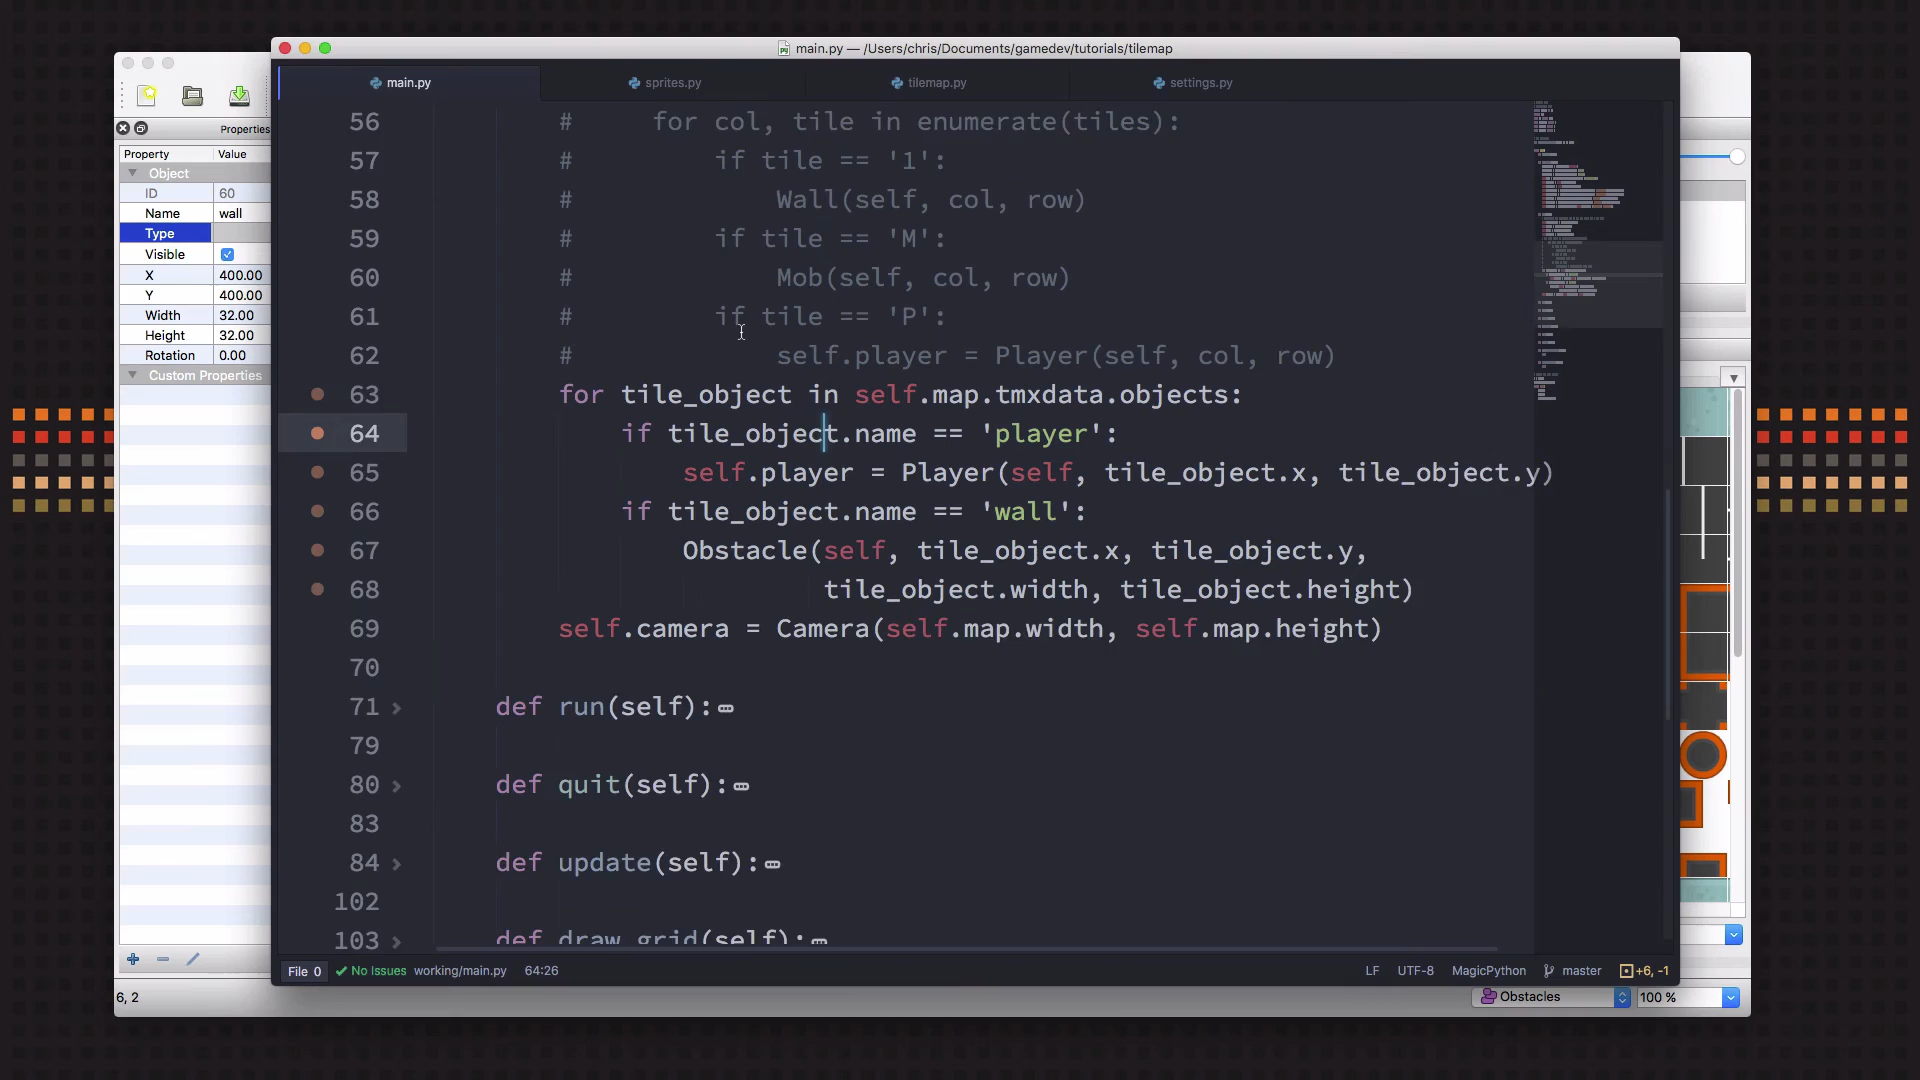 main.py — /Users/chris/Documents/gamedev/tutorials/tilemap
main.py
sprites.py
tilemap.py
settings.py
Properties
Property Value
Object
ID 60
Name wall
Type
Visible
X 400.00
Y 400.00
Width 32.00
Height 32.00
Rotation 0.00
Custom Properties
6, 2
56 # for col, tile in enumerate(tiles):
57 # if tile == '1':
58 # Wall(self, col, row)
59 # if tile == 'M':
60 # Mob(self, col, row)
61 # if tile == 'P':
62 # self.player = Player(self, col, row)
63 for tile_object in self.map.tmxdata.objects:
64 if tile_object.name == 'player':
65 self.player = Player(self, tile_object.x, tile_object.y)
66 if tile_object.name == 'wall':
67 Obstacle(self, tile_object.x, tile_object.y,
68 tile_object.width, tile_object.height)
69 self.camera = Camera(self.map.width, self.map.height)
70
71 def run(self):
79
80 def quit(self):
83
84 def update(self):
102
103 def draw_grid(self):
File 0 No Issues working/main.py 64:26
LF UTF-8 MagicPython master +6, -1
Obstacles 100 %